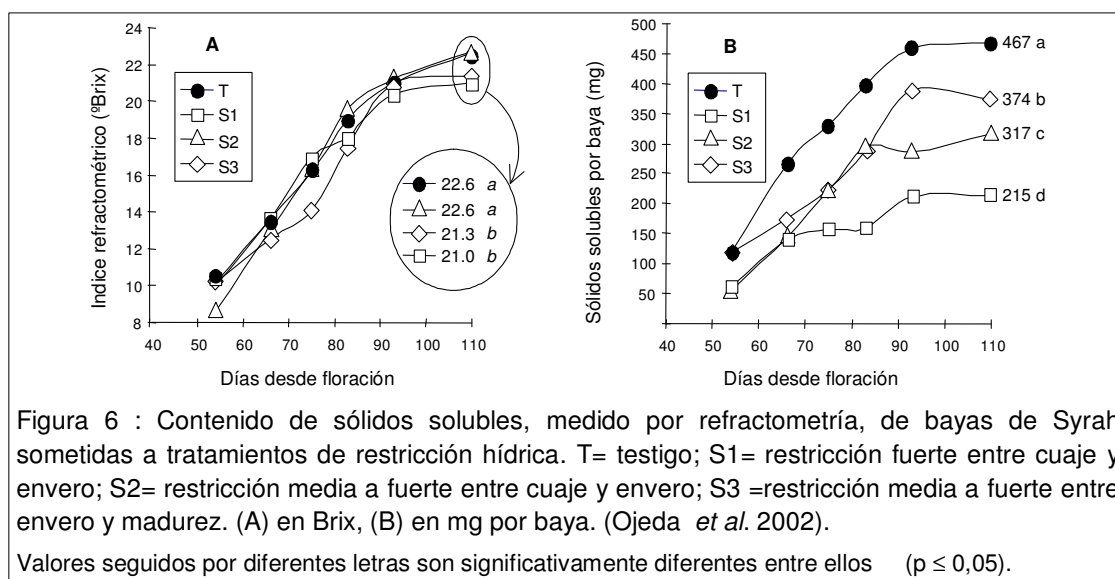 A
Indice refractométrico (ºBrix)
24
22
20
18
16
14
12
10
8
T
S1
S2
S3
22.6 a
22.6 a
21.3 b
21.0 b
40 50 60 70 80 90 100 110
Días desde floración
B
Sólidos solubles por baya (mg)
500
450
400
350
300
250
200
150
100
50
T
S1
S2
S3
467 a
374 b
317 c
215 d
40 50 60 70 80 90 100 110
Días desde floración
Figura 6 : Contenido de sólidos solubles, medido por refractometría, de bayas de Syrah
sometidas a tratamientos de restricción hídrica. T= testigo; S1= restricción fuerte entre cuaje y
envero; S2= restricción media a fuerte entre cuaje y envero; S3 =restricción media a fuerte entre
envero y madurez. (A) en Brix, (B) en mg por baya. (Ojeda et al. 2002).
Valores seguidos por diferentes letras son significativamente diferentes entre ellos (p ≤ 0,05).